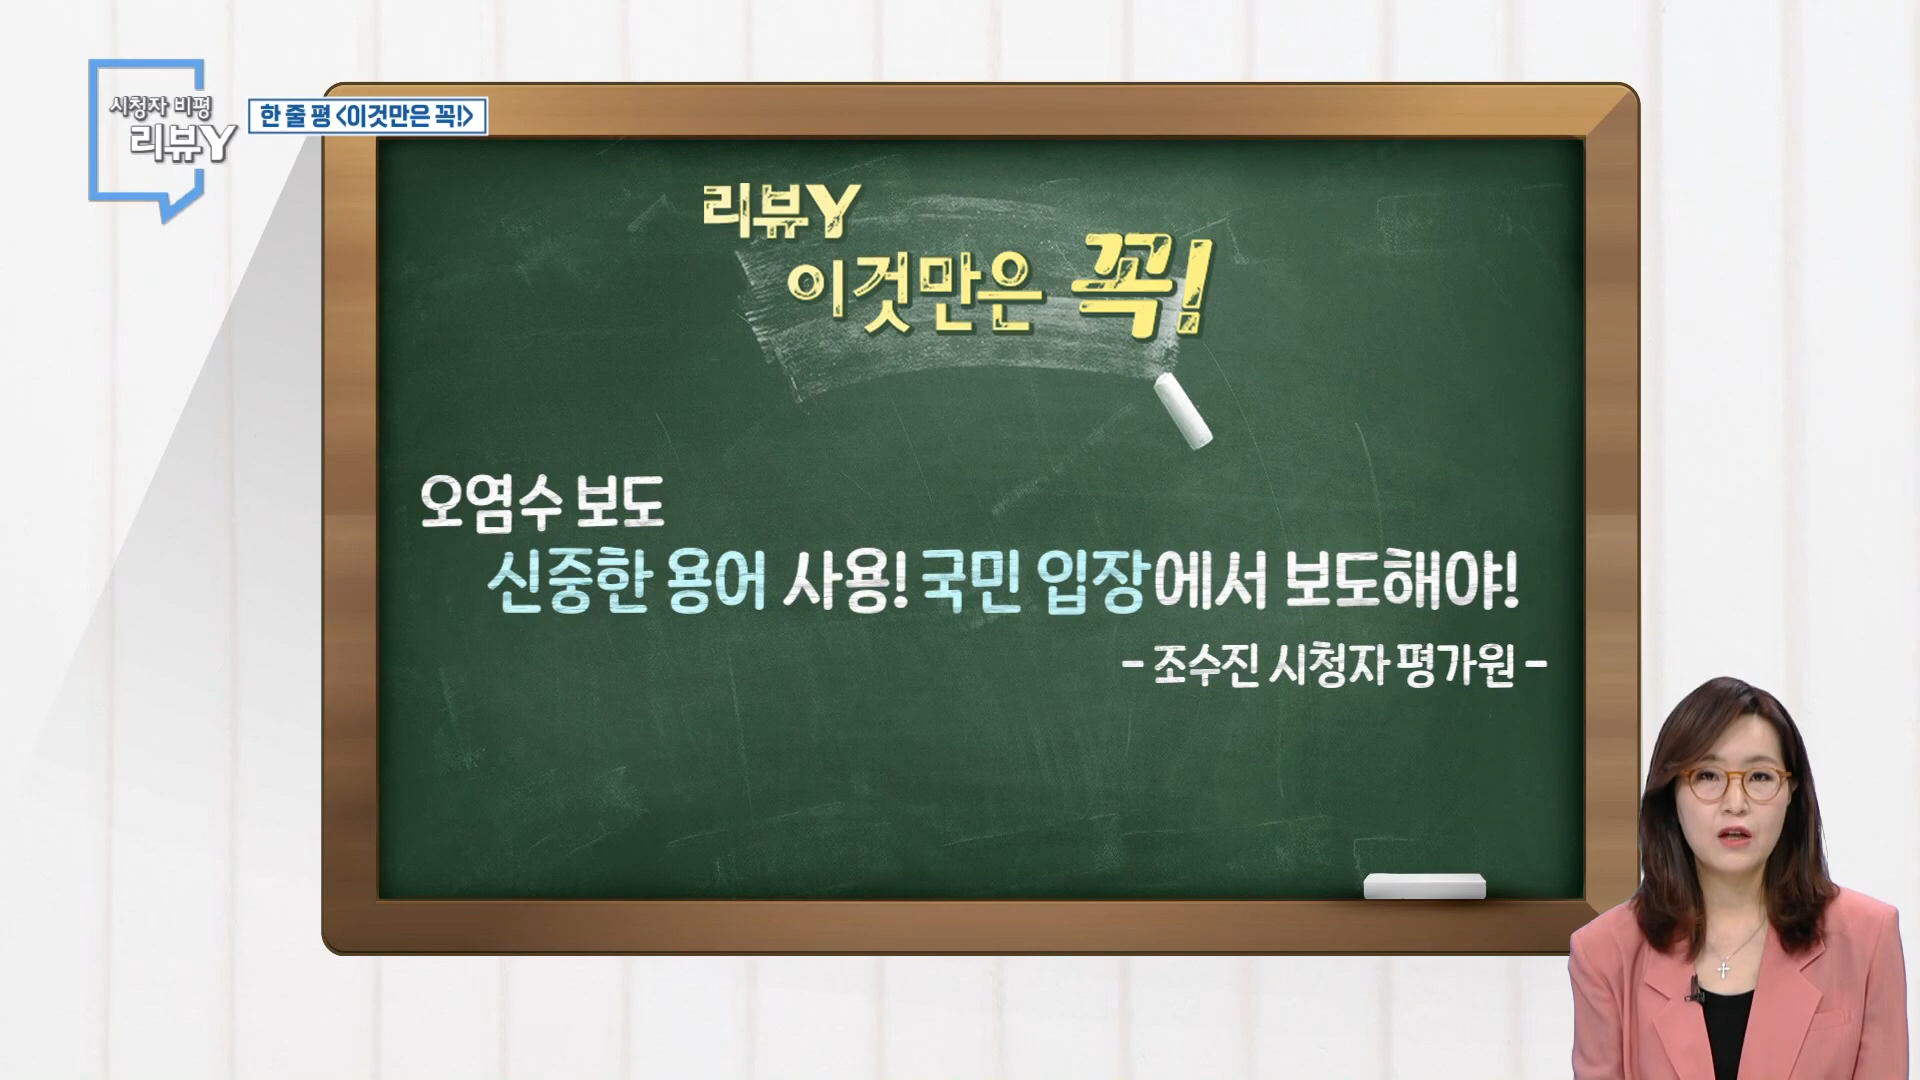 시청자 비평
리뷰Y
한 줄 평 <이것만은 꼭!>
리뷰Y
이것만은 꼭!
오염수 보도
신중한 용어 사용! 국민 입장에서 보도해야!
- 조수진 시청자 평가원 -